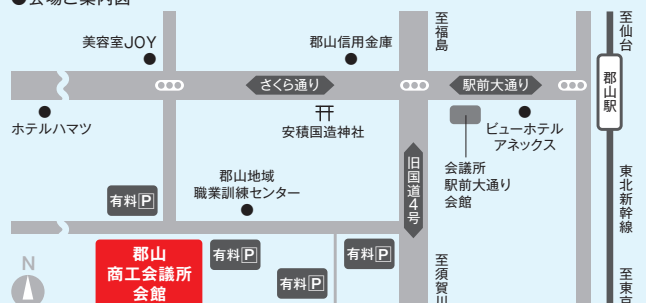 ●会場ご案内図
美容室JOY
郡山信用金庫
至福島
至仙台
さくら通り
駅前大通り
郡山駅
ホテルハマツ
安積国造神社
ビューホテル
アネックス
会議所
駅前大通り
会館
旧国道4号
東北新幹線
郡山地域
職業訓練センター
有料P
郡山
商工会議所
会館
有料P
有料P
有料P
至須賀川
至東京
N